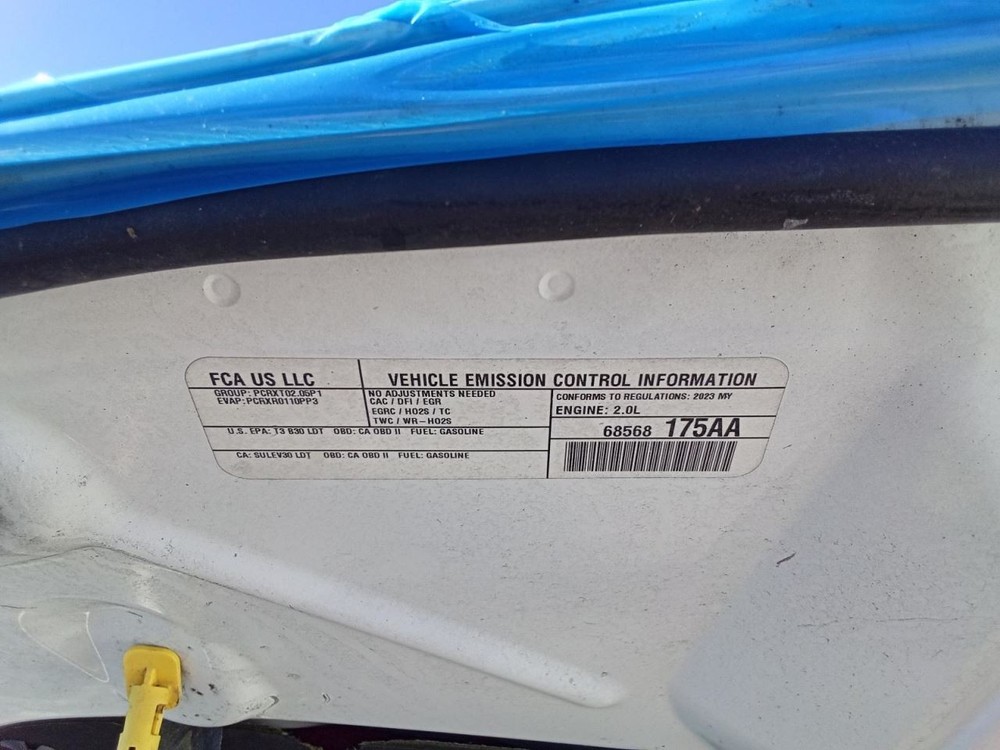 FCA US LLC
GROUP: PCRXT02.05P1
EVAP: PCRXR0110PP3
VEHICLE EMISSION CONTROL INFORMATION
NO ADJUSTMENTS NEEDED
CAC / DFI / EGR
EGRC / HO2S / TC
TWC / WR-HO2S
CONFORMS TO REGULATIONS: 2023 MY
ENGINE: 2.0L
U.S. EPA: T3 B30 LDT OBD: CA OBD II FUEL: GASOLINE
CA: SULEV30 LDT OBD: CA OBD II FUEL: GASOLINE
68568 175AA